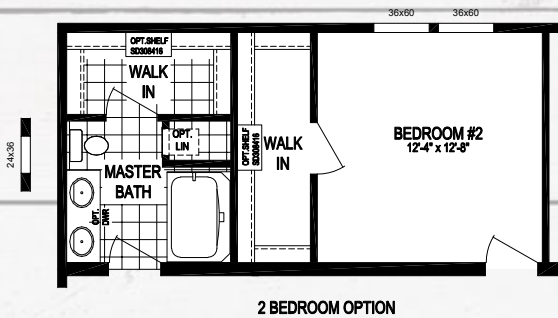 36x60
36x60
OPT.SHELF
SD308416
WALK
IN
24x36
OPT.
LIN
MASTER
BATH
OPT.
DWR
OPT.SHELF
SD308416
WALK
IN
BEDROOM #2
12'-4" x 12'-8"
2 BEDROOM OPTION